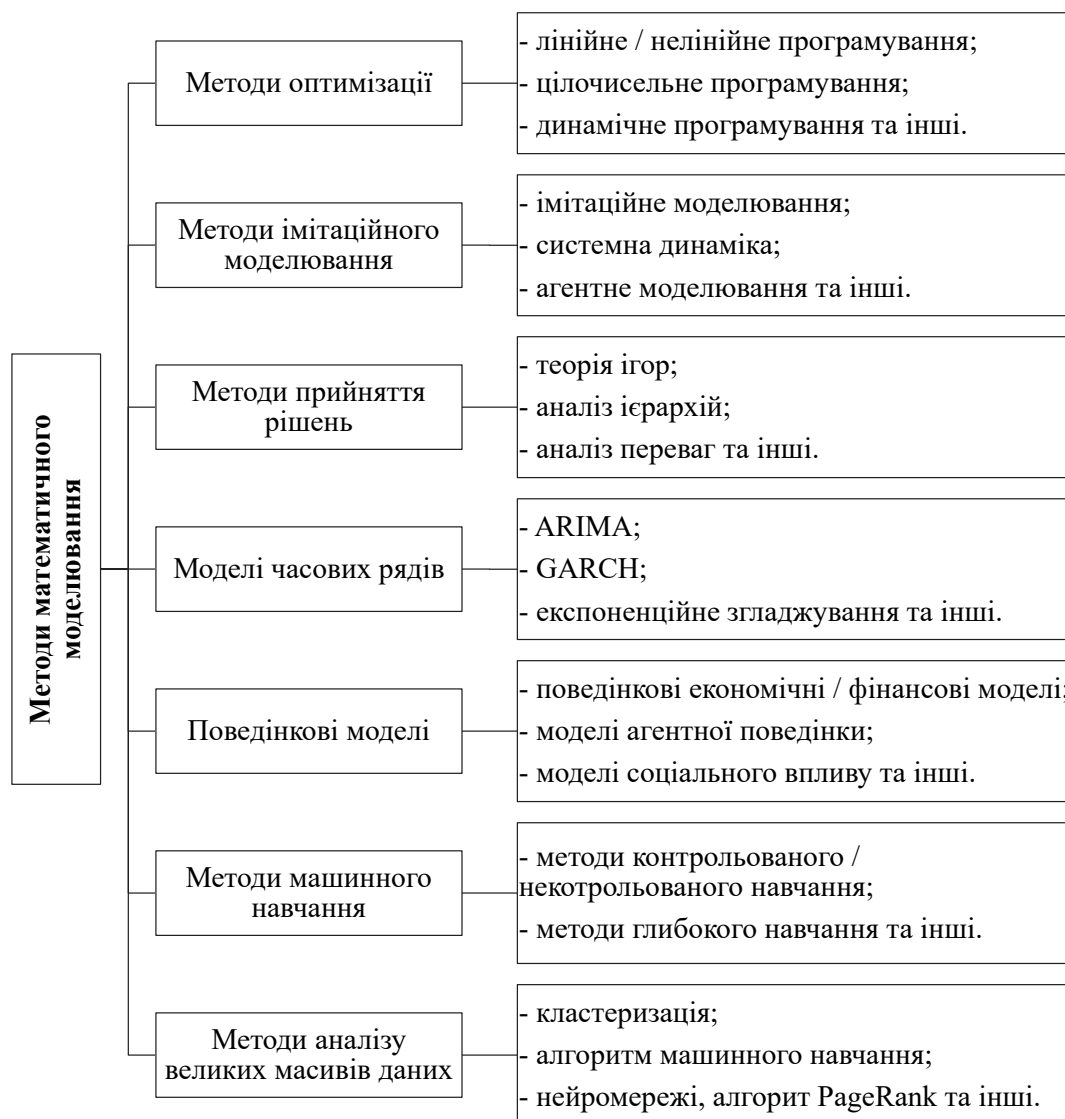 Методи математичного
моделювання
Методи оптимізації
- лінійне / нелінійне програмування;
- цілочисельне програмування;
- динамічне програмування та інші.
Методи імітаційного
моделювання
- імітаційне моделювання;
- системна динаміка;
- агентне моделювання та інші.
Методи прийняття
рішень
- теорія ігор;
- аналіз ієрархій;
- аналіз переваг та інші.
Моделі часових рядів
- ARIMA;
- GARCH;
- експоненційне згладжування та інші.
Поведінкові моделі
- поведінкові економічні / фінансові моделі;
- моделі агентної поведінки;
- моделі соціального впливу та інші.
Методи машинного
навчання
- методи контрольованого /
некотрольованого навчання;
- методи глибокого навчання та інші.
Методи аналізу
великих масивів даних
- кластеризація;
- алгоритм машинного навчання;
- нейромережі, алгорит PageRank та інші.